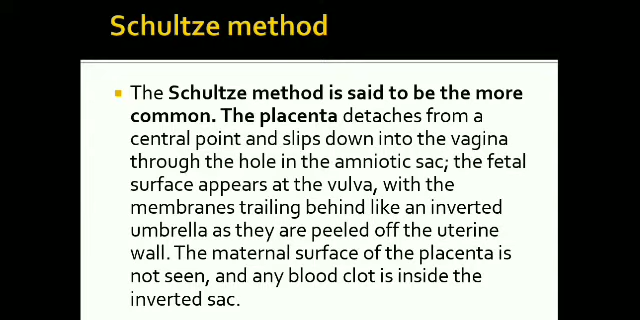 Schultze method
The Schultze method is said to be the more
common. The placenta detaches from a
central point and slips down into the vagina
through the hole in the amniotic sac; the fetal
surface appears at the vulva, with the
membranes trailing behind like an inverted
umbrella as they are peeled off the uterine
wall. The maternal surface of the placenta is
not seen, and any blood clot is inside the
inverted sac.